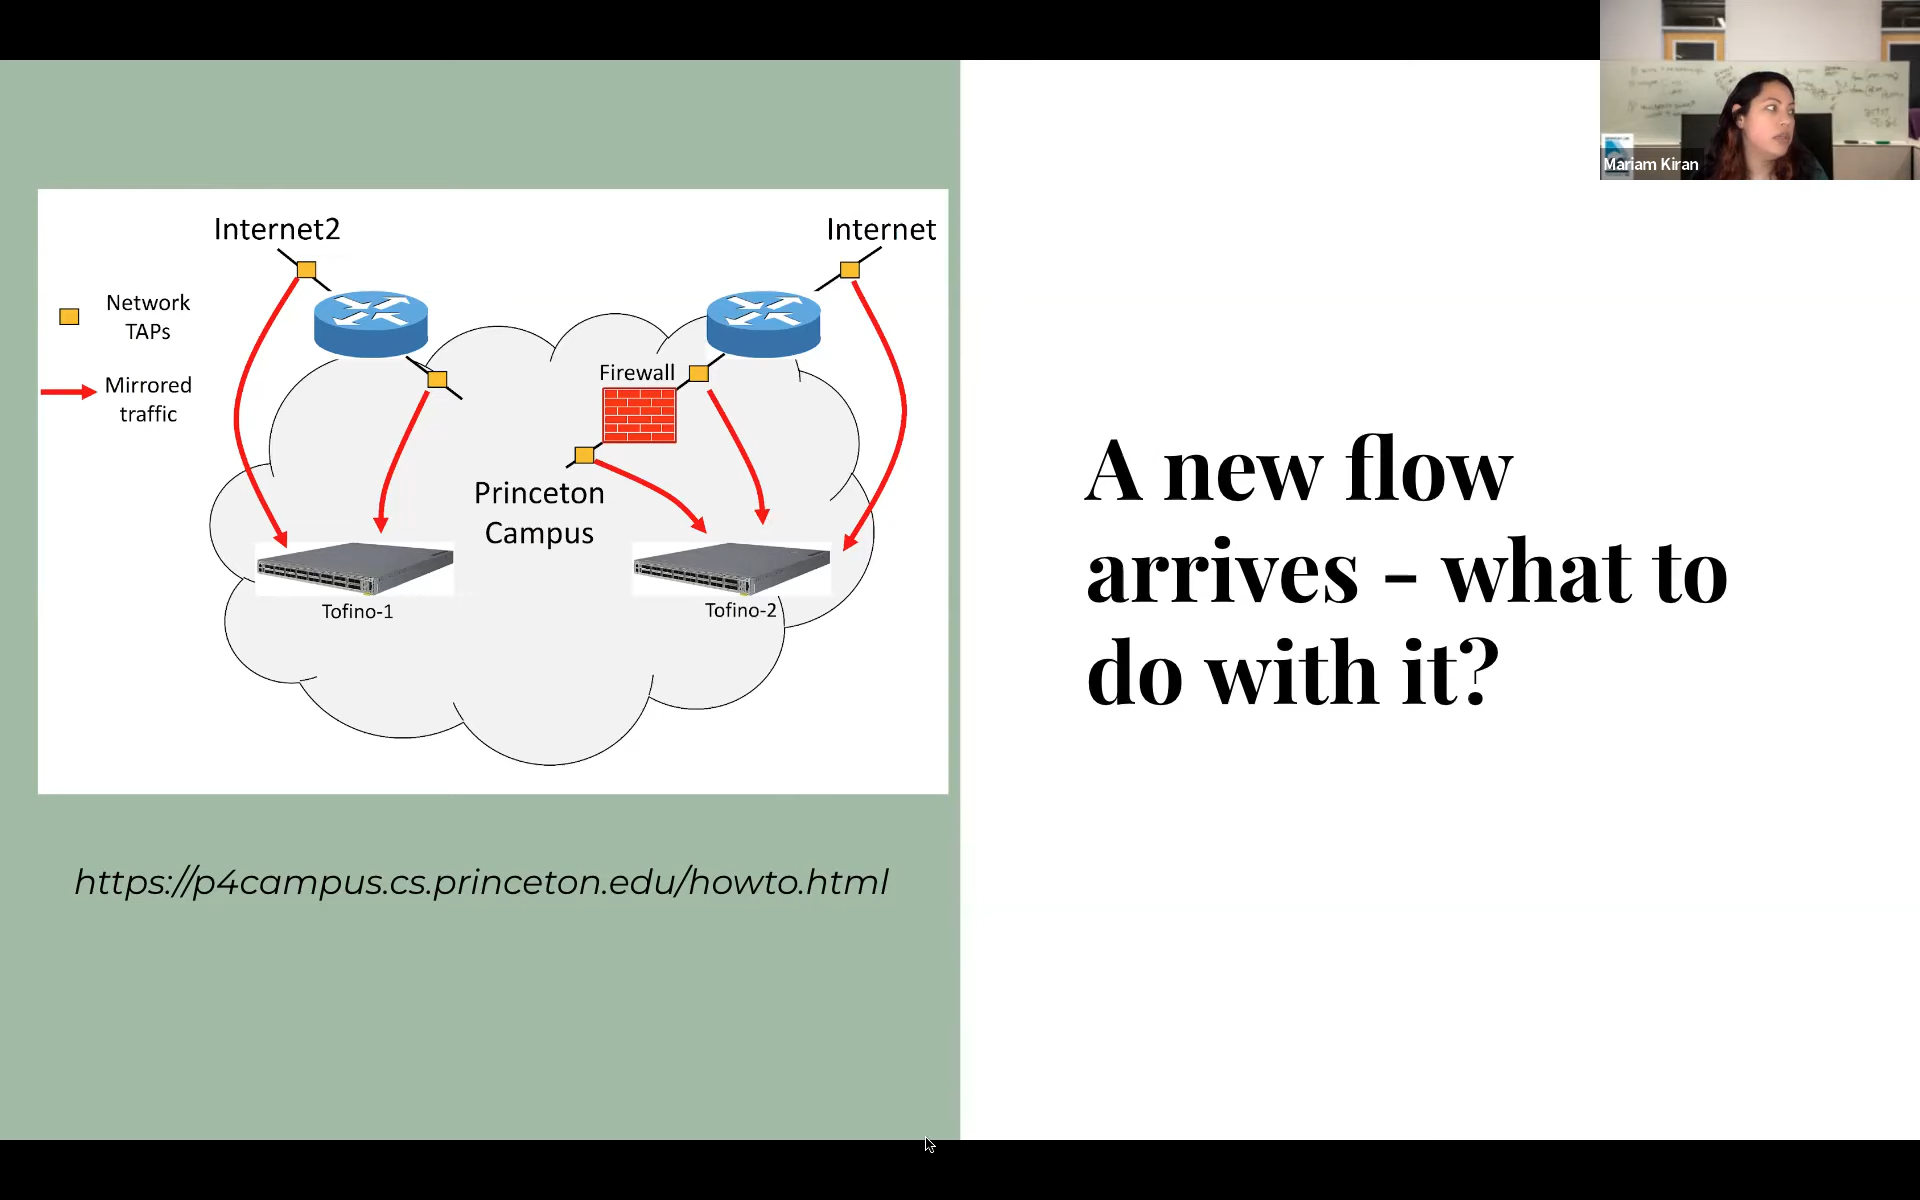 Internet2
Internet
Network
TAPs
Mirrored
traffic
Firewall
Princeton
Campus
Tofino-1
Tofino-2
https://p4campus.cs.princeton.edu/howto.html
A new flow
arrives - what to
do with it?
Mariam Kiran